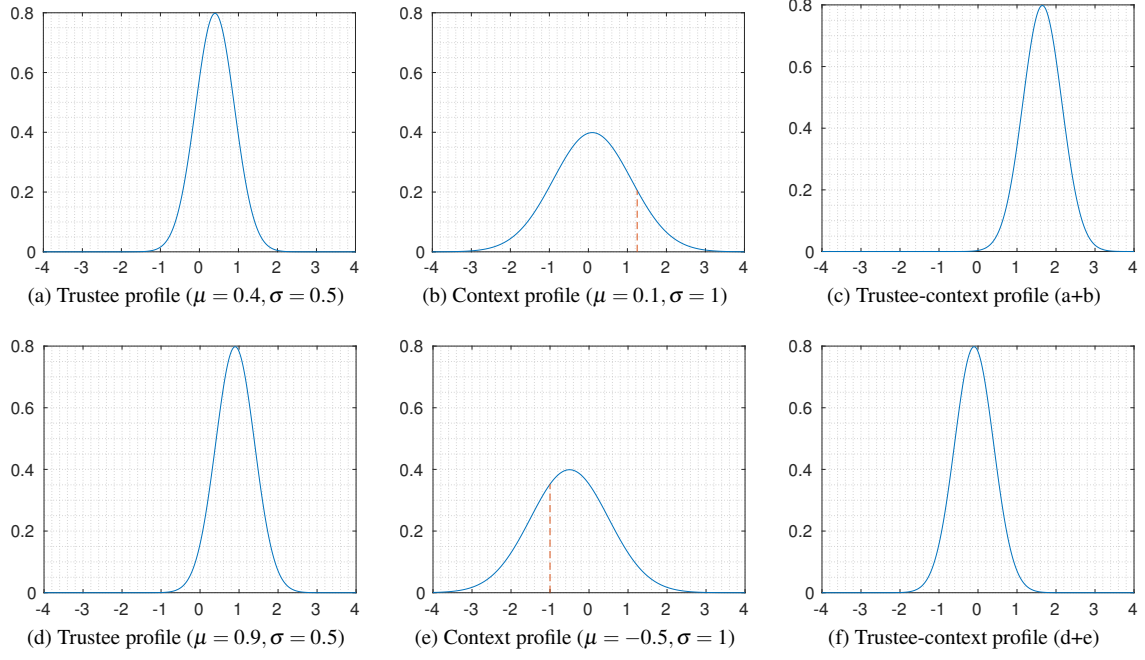 0.8
0.6
0.4
0.2
0
-4 -3 -2 -1 0 1 2 3 4
(a) Trustee profile (μ = 0.4, σ = 0.5)
0.8
0.6
0.4
0.2
0
-4 -3 -2 -1 0 1 2 3 4
(b) Context profile (μ = 0.1, σ = 1)
0.8
0.6
0.4
0.2
0
-4 -3 -2 -1 0 1 2 3 4
(c) Trustee-context profile (a+b)
0.8
0.6
0.4
0.2
0
-4 -3 -2 -1 0 1 2 3 4
(d) Trustee profile (μ = 0.9, σ = 0.5)
0.8
0.6
0.4
0.2
0
-4 -3 -2 -1 0 1 2 3 4
(e) Context profile (μ = −0.5, σ = 1)
0.8
0.6
0.4
0.2
0
-4 -3 -2 -1 0 1 2 3 4
(f) Trustee-context profile (d+e)